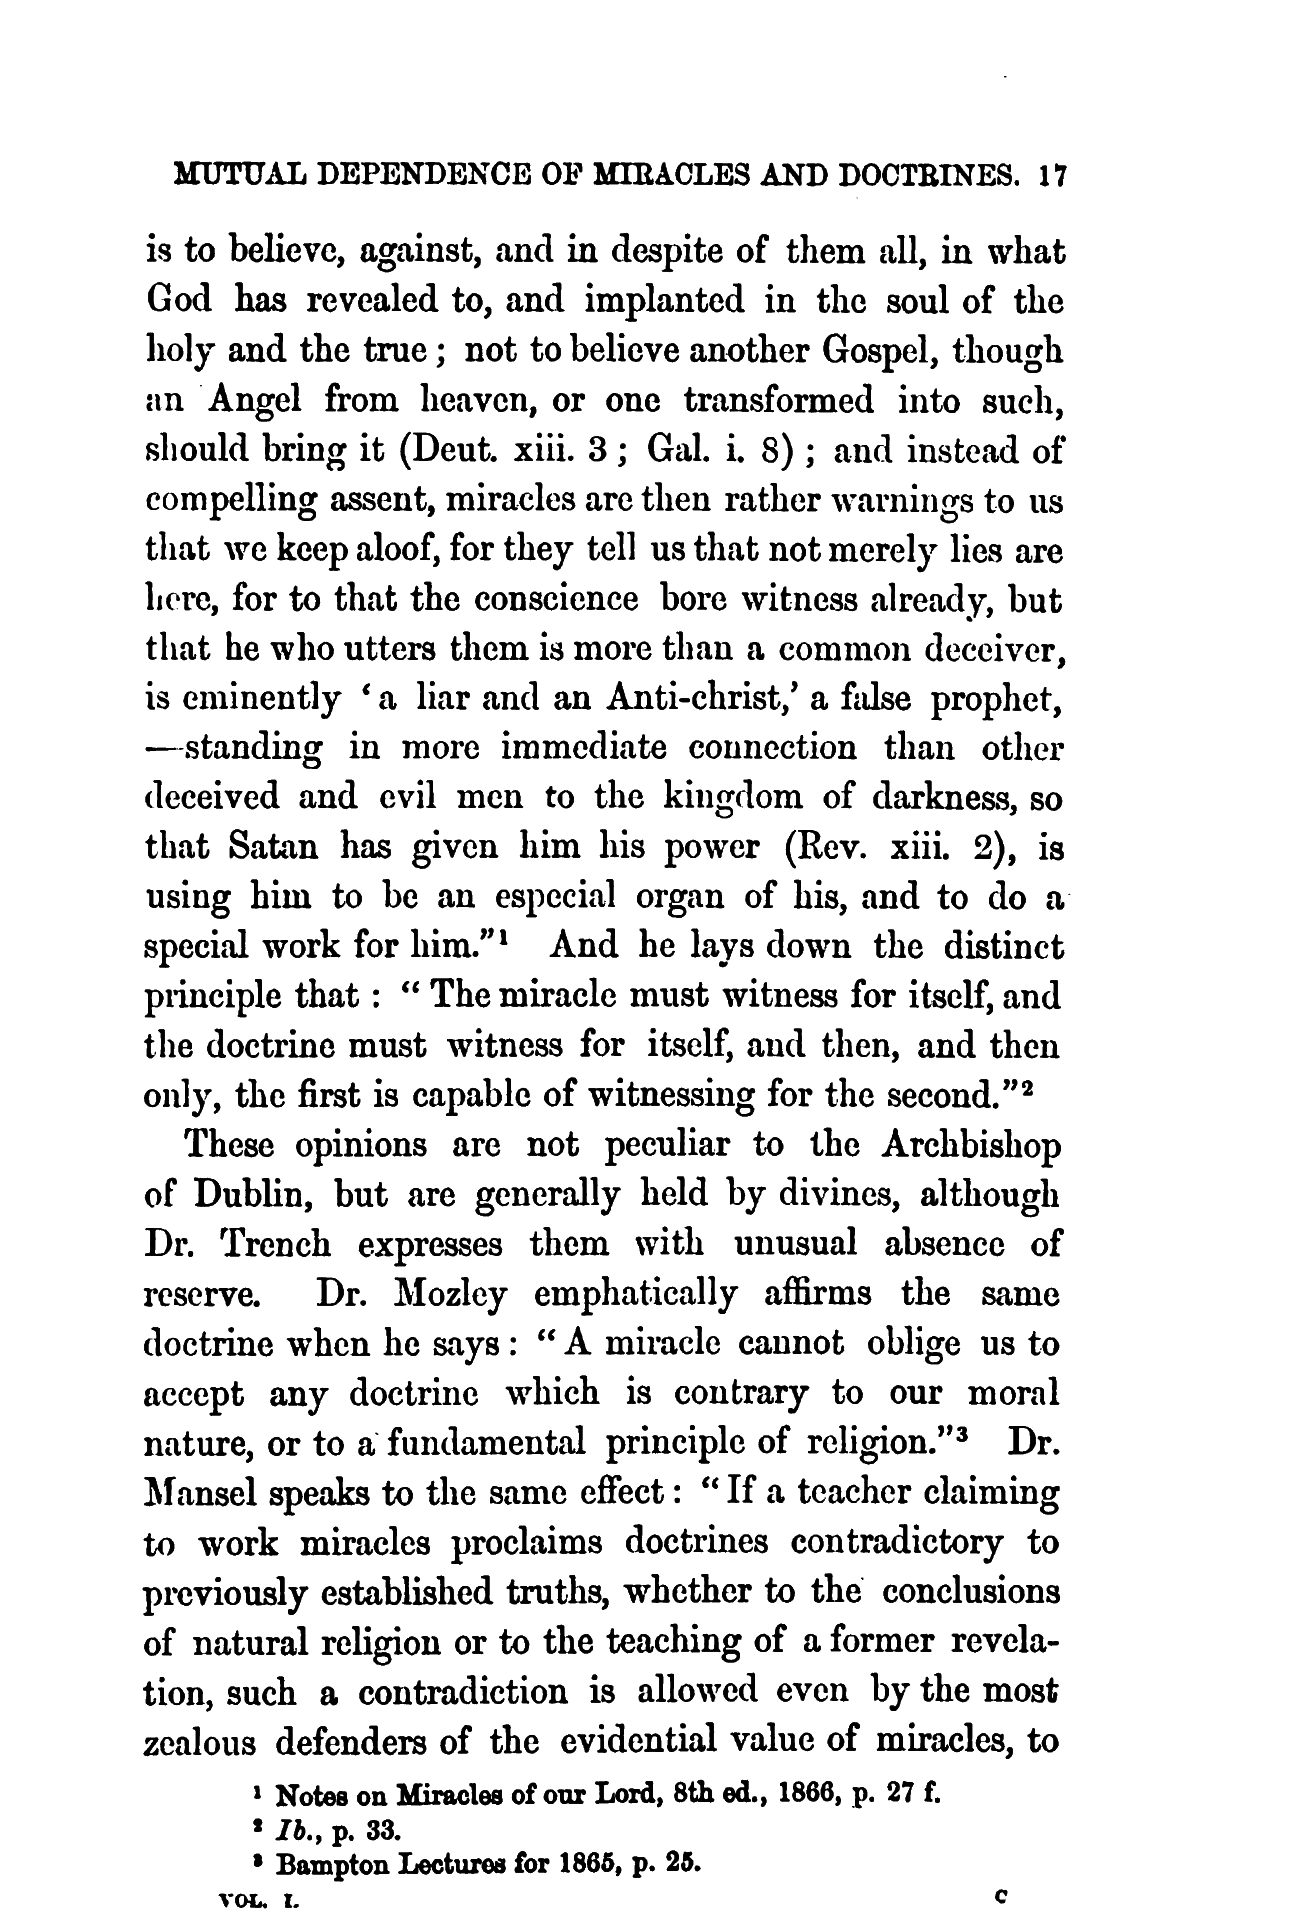 MUTUAL DEPENDENCE OF MIRACLES AND DOCTRINES. 17
is to believe, against, and in despite of them all, in what
God has revealed to, and implanted in the soul of the
holy and the true ; not to believe another Gospel, though
an Angel from heaven, or one transformed into such,
should bring it (Deut. xiii. 3 ; Gal. i. 8) ; and instead of
compelling assent, miracles are then rather warnings to us
that we keep aloof, for they tell us that not merely lies are
here, for to that the conscience bore witness already, but
that he who utters them is more than a common deceiver,
is eminently ‘ a liar and an Anti-christ,’ a false prophet,
—standing in more immediate connection than other
deceived and evil men to the kingdom of darkness, so
that Satan has given him his power (Rev. xiii. 2), is
using him to be an especial organ of his, and to do a
special work for him.”¹ And he lays down the distinct
principle that : “ The miracle must witness for itself, and
the doctrine must witness for itself, and then, and then
only, the first is capable of witnessing for the second.”²
These opinions are not peculiar to the Archbishop
of Dublin, but are generally held by divines, although
Dr. Trench expresses them with unusual absence of
reserve. Dr. Mozley emphatically affirms the same
doctrine when he says : “ A miracle cannot oblige us to
accept any doctrine which is contrary to our moral
nature, or to a fundamental principle of religion.”³ Dr.
Mansel speaks to the same effect : “ If a teacher claiming
to work miracles proclaims doctrines contradictory to
previously established truths, whether to the conclusions
of natural religion or to the teaching of a former revela-
tion, such a contradiction is allowed even by the most
zealous defenders of the evidential value of miracles, to
¹ Notes on Miracles of our Lord, 8th ed., 1866, p. 27 f.
² Ib., p. 33.
³ Bampton Lectures for 1865, p. 25.
VOL. I. C